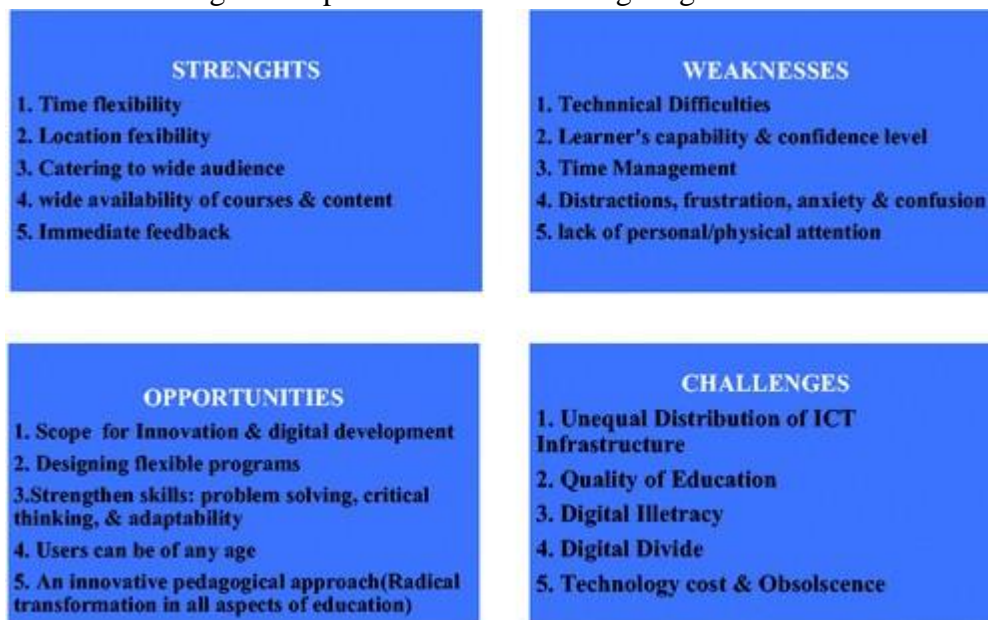 STRENGHTS
1. Time flexibility
2. Location fexibility
3. Catering to wide audience
4. wide availability of courses & content
5. Immediate feedback
WEAKNESSES
1. Technnical Difficulties
2. Learner's capability & confidence level
3. Time Management
4. Distractions, frustration, anxiety & confusion
5. lack of personal/physical attention
OPPORTUNITIES
1. Scope for Innovation & digital development
2. Designing flexible programs
3.Strengthen skills: problem solving, critical
thinking, & adaptability
4. Users can be of any age
5. An innovative pedagogical approach(Radical
transformation in all aspects of education)
CHALLENGES
1. Unequal Distribution of ICT
Infrastructure
2. Quality of Education
3. Digital Illetracy
4. Digital Divide
5. Technology cost & Obsolscence